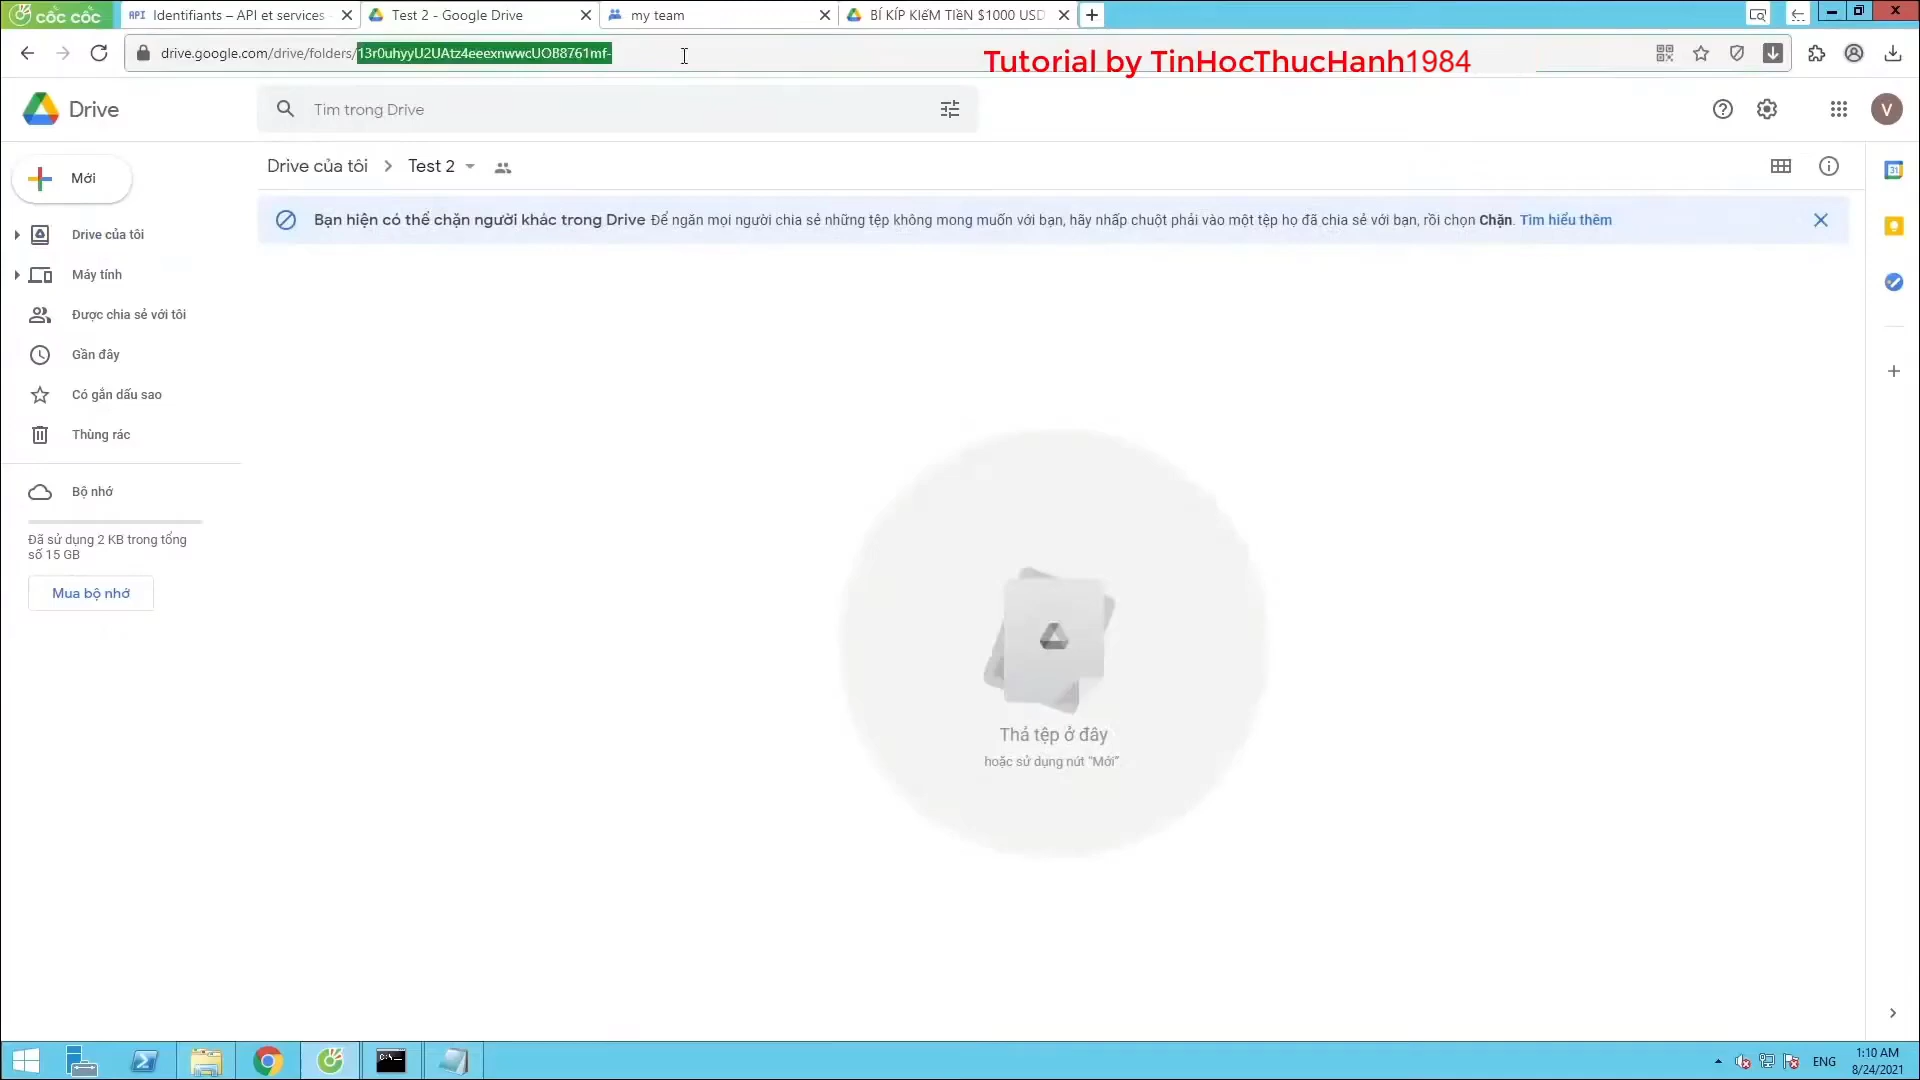 cốc cốc
API Identifiants – API et services
Test 2 - Google Drive
my team
BÍ KÍP KIếM TIềN $1000 USD
drive.google.com/drive/folders/13r0uhyyU2UAtz4eeexnwwcUOB8761mf-
Tutorial by TinHocThucHanh1984
Drive
Tìm trong Drive
V
Mới
Drive của tôi
Test 2
Bạn hiện có thể chặn người khác trong Drive Để ngăn mọi người chia sẻ những tệp không mong muốn với bạn, hãy nhấp chuột phải vào một tệp họ đã chia sẻ với bạn, rồi chọn Chặn. Tìm hiểu thêm
31
Drive của tôi
Máy tính
Được chia sẻ với tôi
Gần đây
Có gắn dấu sao
Thùng rác
Bộ nhớ
Đã sử dụng 2 KB trong tổng
số 15 GB
Mua bộ nhớ
Thả tệp ở đây
hoặc sử dụng nút “Mới”
ENG
1:10 AM
8/24/2021